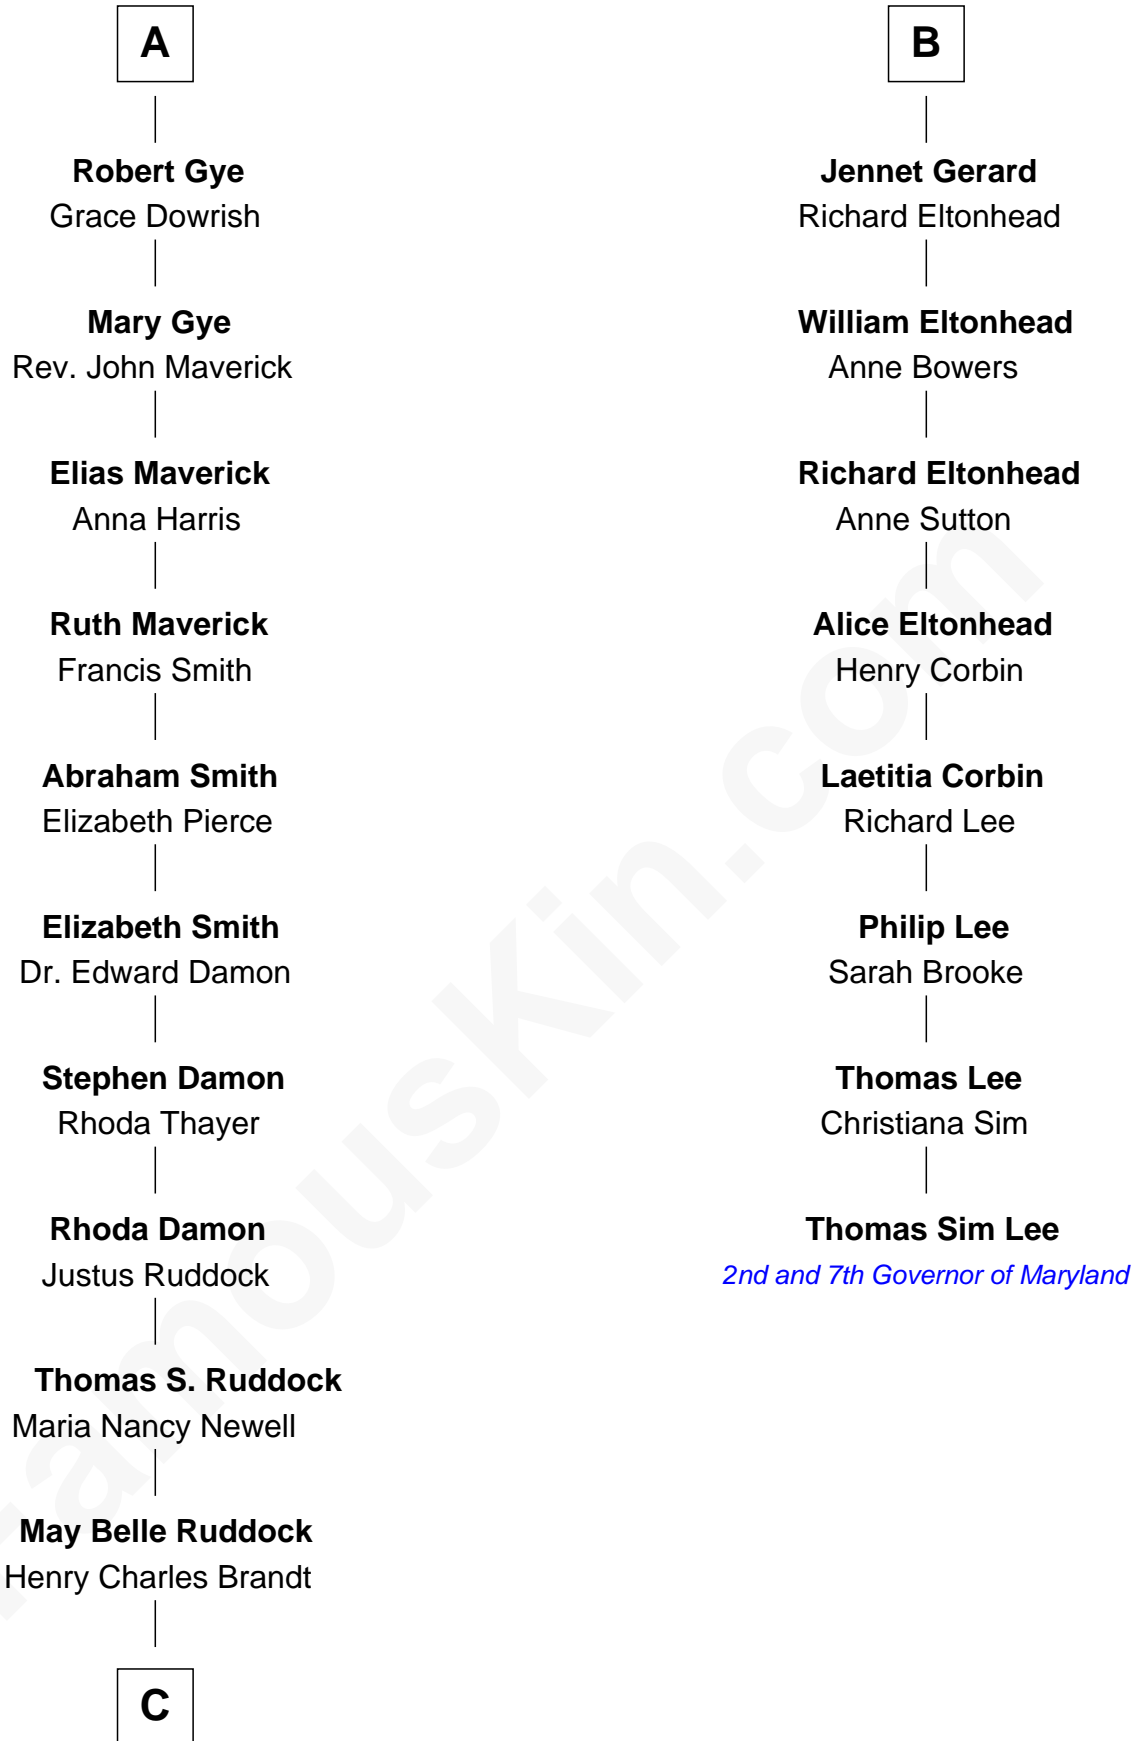 A
Robert Gye
Grace Dowrish
Mary Gye
Rev. John Maverick
Elias Maverick
Anna Harris
Ruth Maverick
Francis Smith
Abraham Smith
Elizabeth Pierce
Elizabeth Smith
Dr. Edward Damon
Stephen Damon
Rhoda Thayer
Rhoda Damon
Justus Ruddock
Thomas S. Ruddock
Maria Nancy Newell
May Belle Ruddock
Henry Charles Brandt
C
B
Jennet Gerard
Richard Eltonhead
William Eltonhead
Anne Bowers
Richard Eltonhead
Anne Sutton
Alice Eltonhead
Henry Corbin
Laetitia Corbin
Richard Lee
Philip Lee
Sarah Brooke
Thomas Lee
Christiana Sim
Thomas Sim Lee
2nd and 7th Governor of Maryland
FamousKin.com